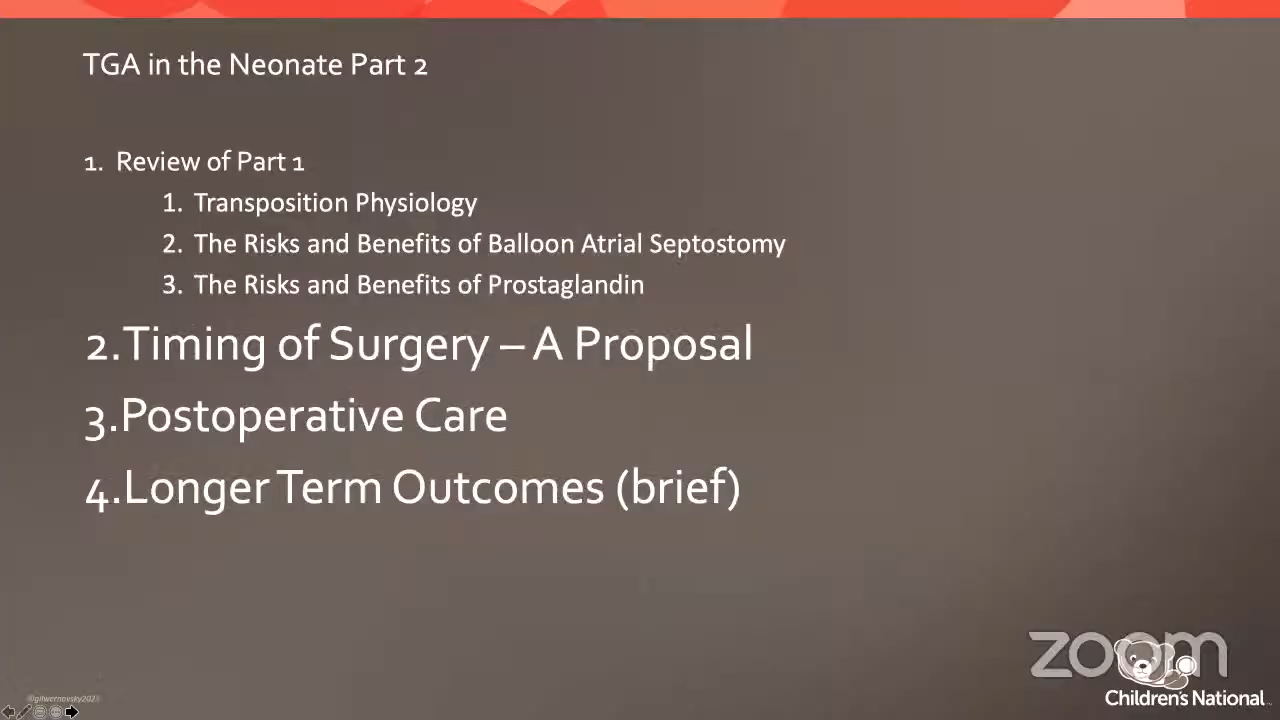 TGA in the Neonate Part 2
1. Review of Part 1
1. Transposition Physiology
2. The Risks and Benefits of Balloon Atrial Septostomy
3. The Risks and Benefits of Prostaglandin
2.Timing of Surgery – A Proposal
3.Postoperative Care
4.Longer Term Outcomes (brief)
zoom
Children's National